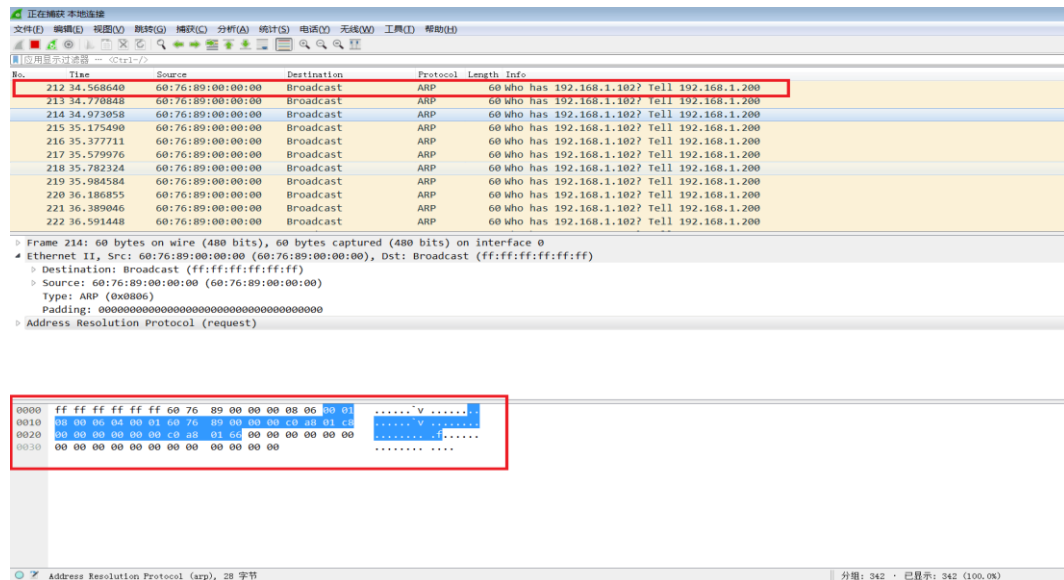 正在捕获 本地连接
文件(F) 编辑(E) 视图(V) 跳转(G) 捕获(C) 分析(A) 统计(S) 电话(Y) 无线(W) 工具(T) 帮助(H)
应用显示过滤器 … <Ctrl-/>
No. Time Source Destination Protocol Length Info
212 34.568640 60:76:89:00:00:00 Broadcast ARP 60 Who has 192.168.1.102? Tell 192.168.1.200
213 34.770848 60:76:89:00:00:00 Broadcast ARP 60 Who has 192.168.1.102? Tell 192.168.1.200
214 34.973058 60:76:89:00:00:00 Broadcast ARP 60 Who has 192.168.1.102? Tell 192.168.1.200
215 35.175490 60:76:89:00:00:00 Broadcast ARP 60 Who has 192.168.1.102? Tell 192.168.1.200
216 35.377711 60:76:89:00:00:00 Broadcast ARP 60 Who has 192.168.1.102? Tell 192.168.1.200
217 35.579976 60:76:89:00:00:00 Broadcast ARP 60 Who has 192.168.1.102? Tell 192.168.1.200
218 35.782324 60:76:89:00:00:00 Broadcast ARP 60 Who has 192.168.1.102? Tell 192.168.1.200
219 35.984584 60:76:89:00:00:00 Broadcast ARP 60 Who has 192.168.1.102? Tell 192.168.1.200
220 36.186855 60:76:89:00:00:00 Broadcast ARP 60 Who has 192.168.1.102? Tell 192.168.1.200
221 36.389046 60:76:89:00:00:00 Broadcast ARP 60 Who has 192.168.1.102? Tell 192.168.1.200
222 36.591448 60:76:89:00:00:00 Broadcast ARP 60 Who has 192.168.1.102? Tell 192.168.1.200
Frame 214: 60 bytes on wire (480 bits), 60 bytes captured (480 bits) on interface 0
Ethernet II, Src: 60:76:89:00:00:00 (60:76:89:00:00:00), Dst: Broadcast (ff:ff:ff:ff:ff:ff)
Destination: Broadcast (ff:ff:ff:ff:ff:ff)
Source: 60:76:89:00:00:00 (60:76:89:00:00:00)
Type: ARP (0x0806)
Padding: 000000000000000000000000000000000000
Address Resolution Protocol (request)
0000 ff ff ff ff ff ff 60 76 89 00 00 00 08 06 00 01 ......`v ........
0010 08 00 06 04 00 01 60 76 89 00 00 00 c0 a8 01 c8 ......`v ........
0020 00 00 00 00 00 00 c0 a8 01 66 00 00 00 00 00 00 ........ .f......
0030 00 00 00 00 00 00 00 00 00 00 00 00 ........ ....
Address Resolution Protocol (arp), 28 字节 分组: 342 · 已显示: 342 (100.0%)